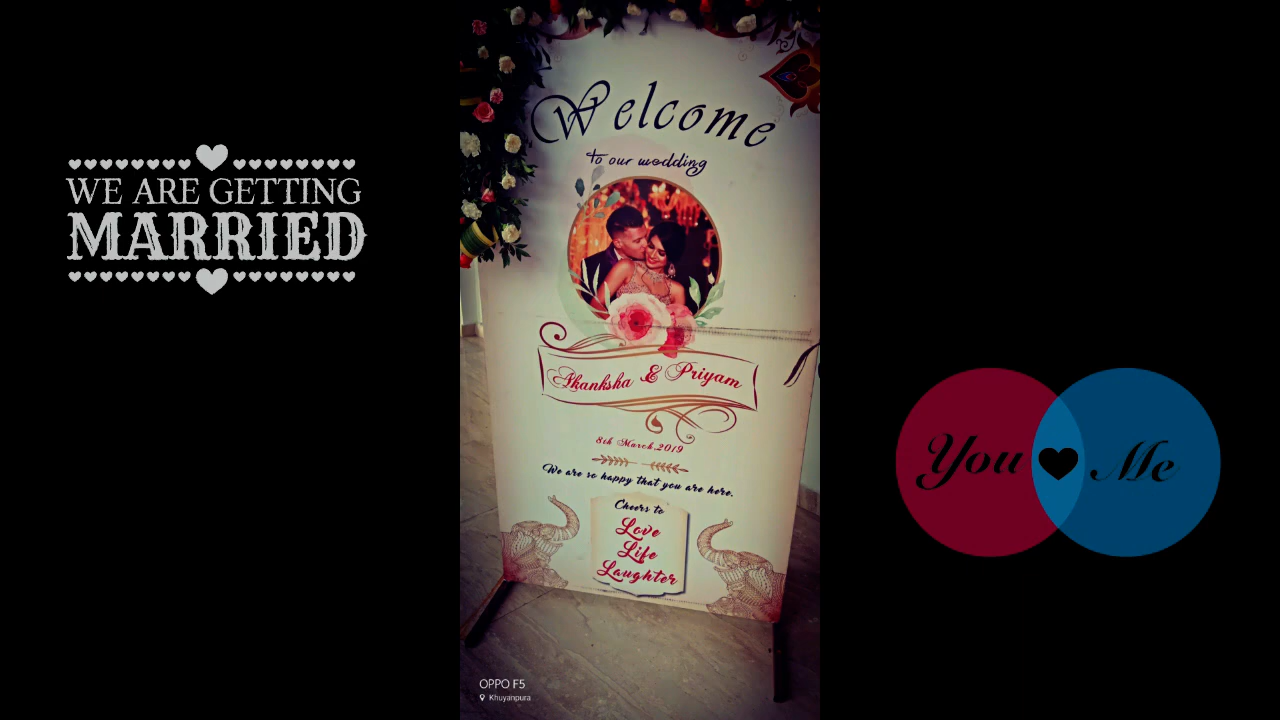 WE ARE GETTING
MARRIED
Welcome
to our wedding
Akanksha & Priyam
8th March, 2019
We are so happy that you are here.
Cheers to
Love
Life
Laughter
You
Me
OPPO F5
Khuyanpura